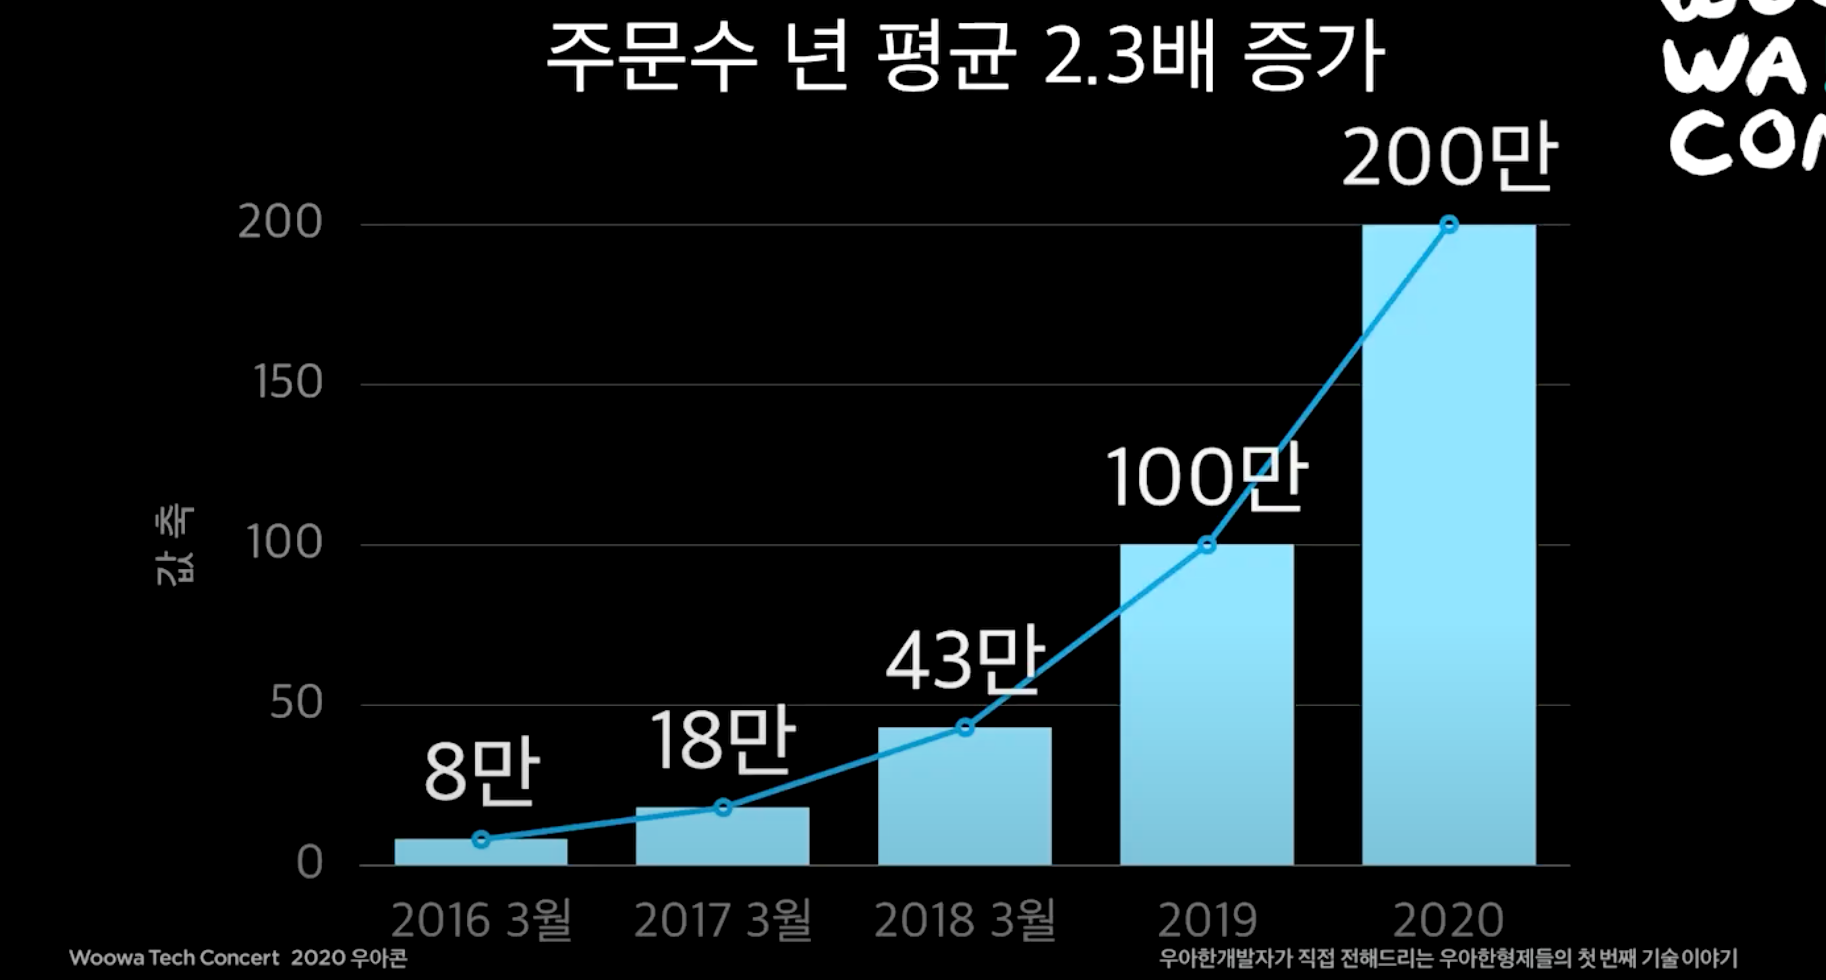 주문수 년 평균 2.3배 증가
WA
CON
200만
200
150
100만
100
값 축
43만
50
18만
8만
0
2016 3월 2017 3월 2018 3월 2019 2020
Woowa Tech Concert 2020 우아콘
우아한개발자가 직접 전해드리는 우아한형제들의 첫 번째 기술 이야기